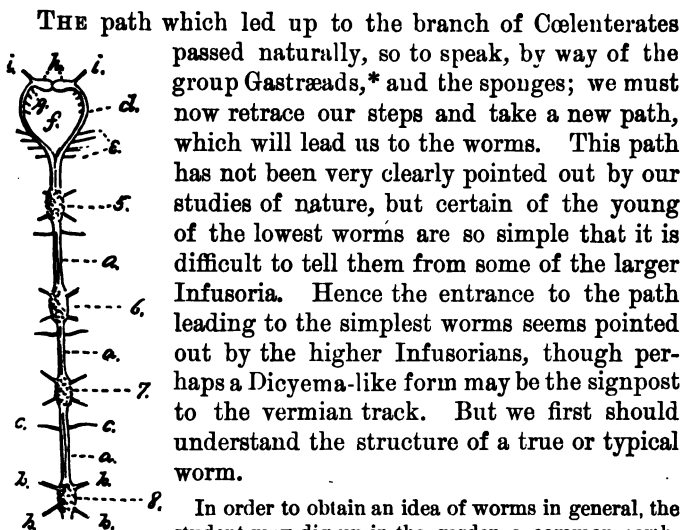 THE path which led up to the branch of Cœlenterates
passed naturally, so to speak, by way of the
group Gastræads,* and the sponges; we must
now retrace our steps and take a new path,
which will lead us to the worms. This path
has not been very clearly pointed out by our
studies of nature, but certain of the young
of the lowest worms are so simple that it is
difficult to tell them from some of the larger
Infusoria. Hence the entrance to the path
leading to the simplest worms seems pointed
out by the higher Infusorians, though per-
haps a Dicyema-like form may be the signpost
to the vermian track. But we first should
understand the structure of a true or typical
worm.
In order to obtain an idea of worms in general, the
i. h. i.
g. d.
f.
e.
5.
a.
6.
a.
7.
c. c.
a.
b. b.
8.
b. b.